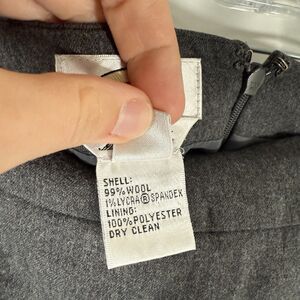 SHELL:
99% WOOL
1% LYCRA® SPANDEX
LINING:
100% POLYESTER
DRY CLEAN